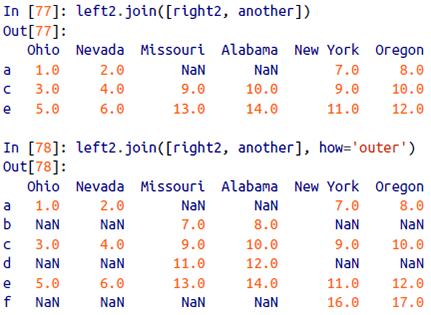 In [77]: left2.join([right2, another])
Out[77]:
   Ohio  Nevada  Missouri  Alabama  New York  Oregon
a   1.0     2.0       NaN      NaN       7.0     8.0
c   3.0     4.0       9.0     10.0       9.0    10.0
e   5.0     6.0      13.0     14.0      11.0    12.0
In [78]: left2.join([right2, another], how='outer')
Out[78]:
   Ohio  Nevada  Missouri  Alabama  New York  Oregon
a   1.0     2.0       NaN      NaN       7.0     8.0
b   NaN     NaN       7.0      8.0       NaN     NaN
c   3.0     4.0       9.0     10.0       9.0    10.0
d   NaN     NaN      11.0     12.0       NaN     NaN
e   5.0     6.0      13.0     14.0      11.0    12.0
f   NaN     NaN       NaN      NaN      16.0    17.0